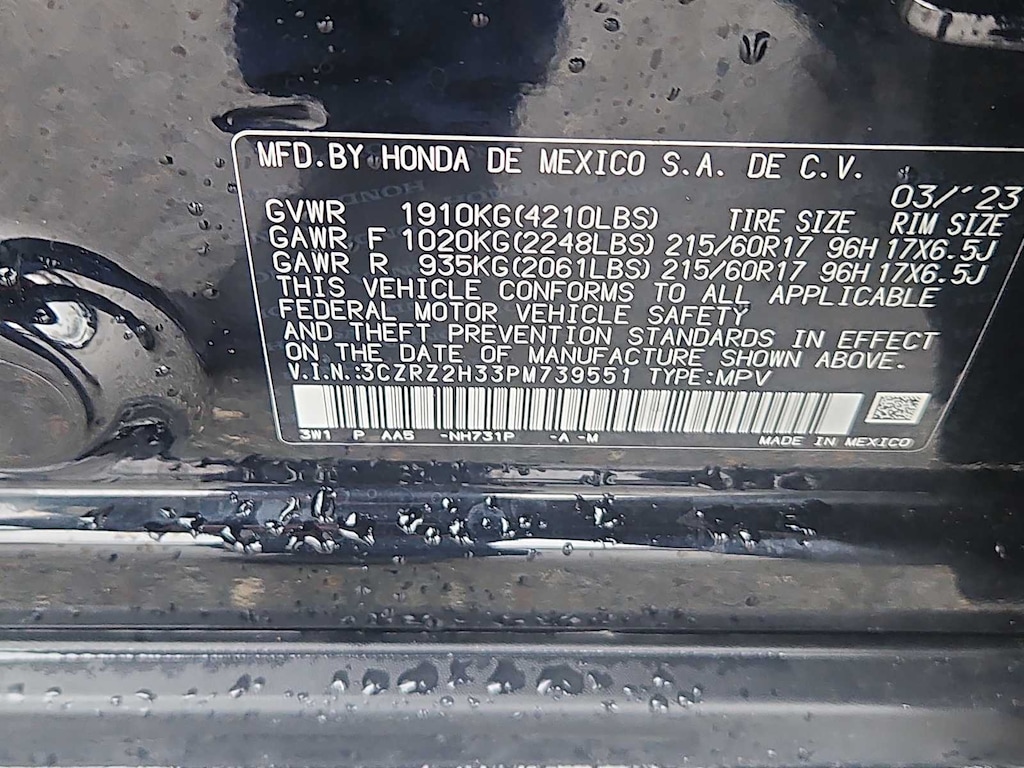 MFD.BY HONDA DE MEXICO S.A. DE C.V.
03/'23
GVWR 1910KG(4210LBS) TIRE SIZE RIM SIZE
GAWR F 1020KG(2248LBS) 215/60R17 96H 17X6.5J
GAWR R 935KG(2061LBS) 215/60R17 96H 17X6.5J
THIS VEHICLE CONFORMS TO ALL APPLICABLE
FEDERAL MOTOR VEHICLE SAFETY
AND THEFT PREVENTION STANDARDS IN EFFECT
ON THE DATE OF MANUFACTURE SHOWN ABOVE.
V.I.N.:3CZRZ2H33PM739551 TYPE:MPV
3W1 P AA5 -NH731P -A -M
MADE IN MEXICO